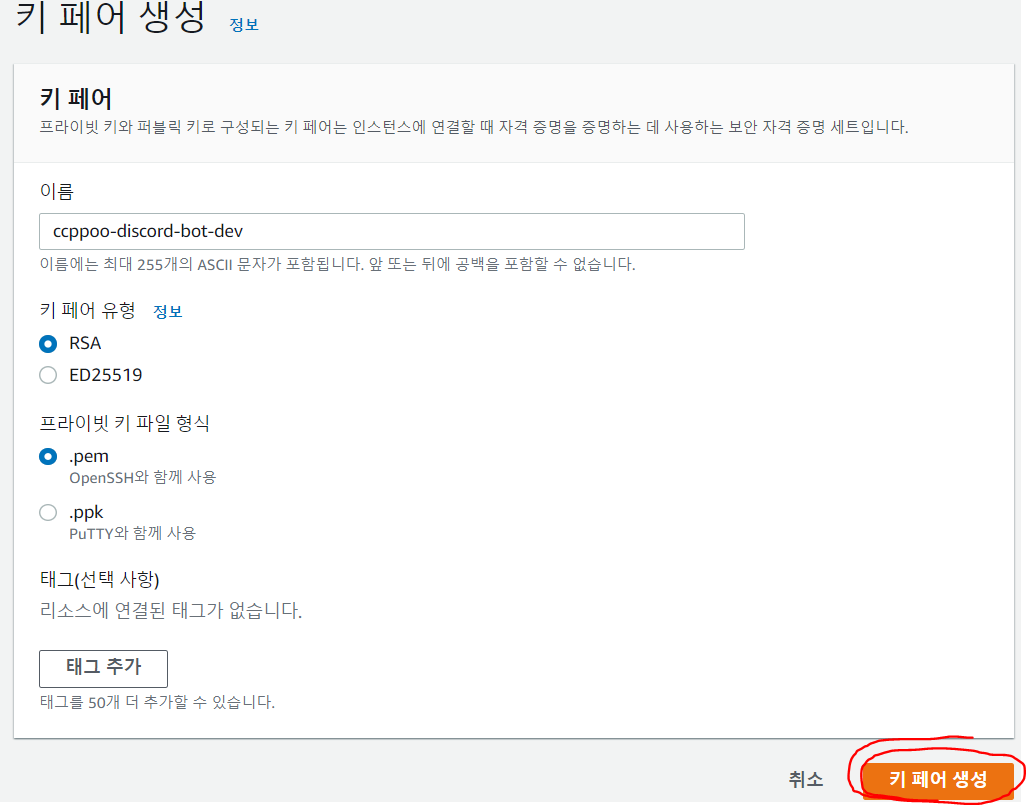 키 페어 생성 정보
키 페어
프라이빗 키와 퍼블릭 키로 구성되는 키 페어는 인스턴스에 연결할 때 자격 증명을 증명하는 데 사용하는 보안 자격 증명 세트입니다.
이름
ccppoo-discord-bot-dev
이름에는 최대 255개의 ASCII 문자가 포함됩니다. 앞 또는 뒤에 공백을 포함할 수 없습니다.
키 페어 유형 정보
RSA
ED25519
프라이빗 키 파일 형식
.pem
OpenSSH와 함께 사용
.ppk
PuTTY와 함께 사용
태그(선택 사항)
리소스에 연결된 태그가 없습니다.
태그 추가
태그를 50개 더 추가할 수 있습니다.
취소 키 페어 생성